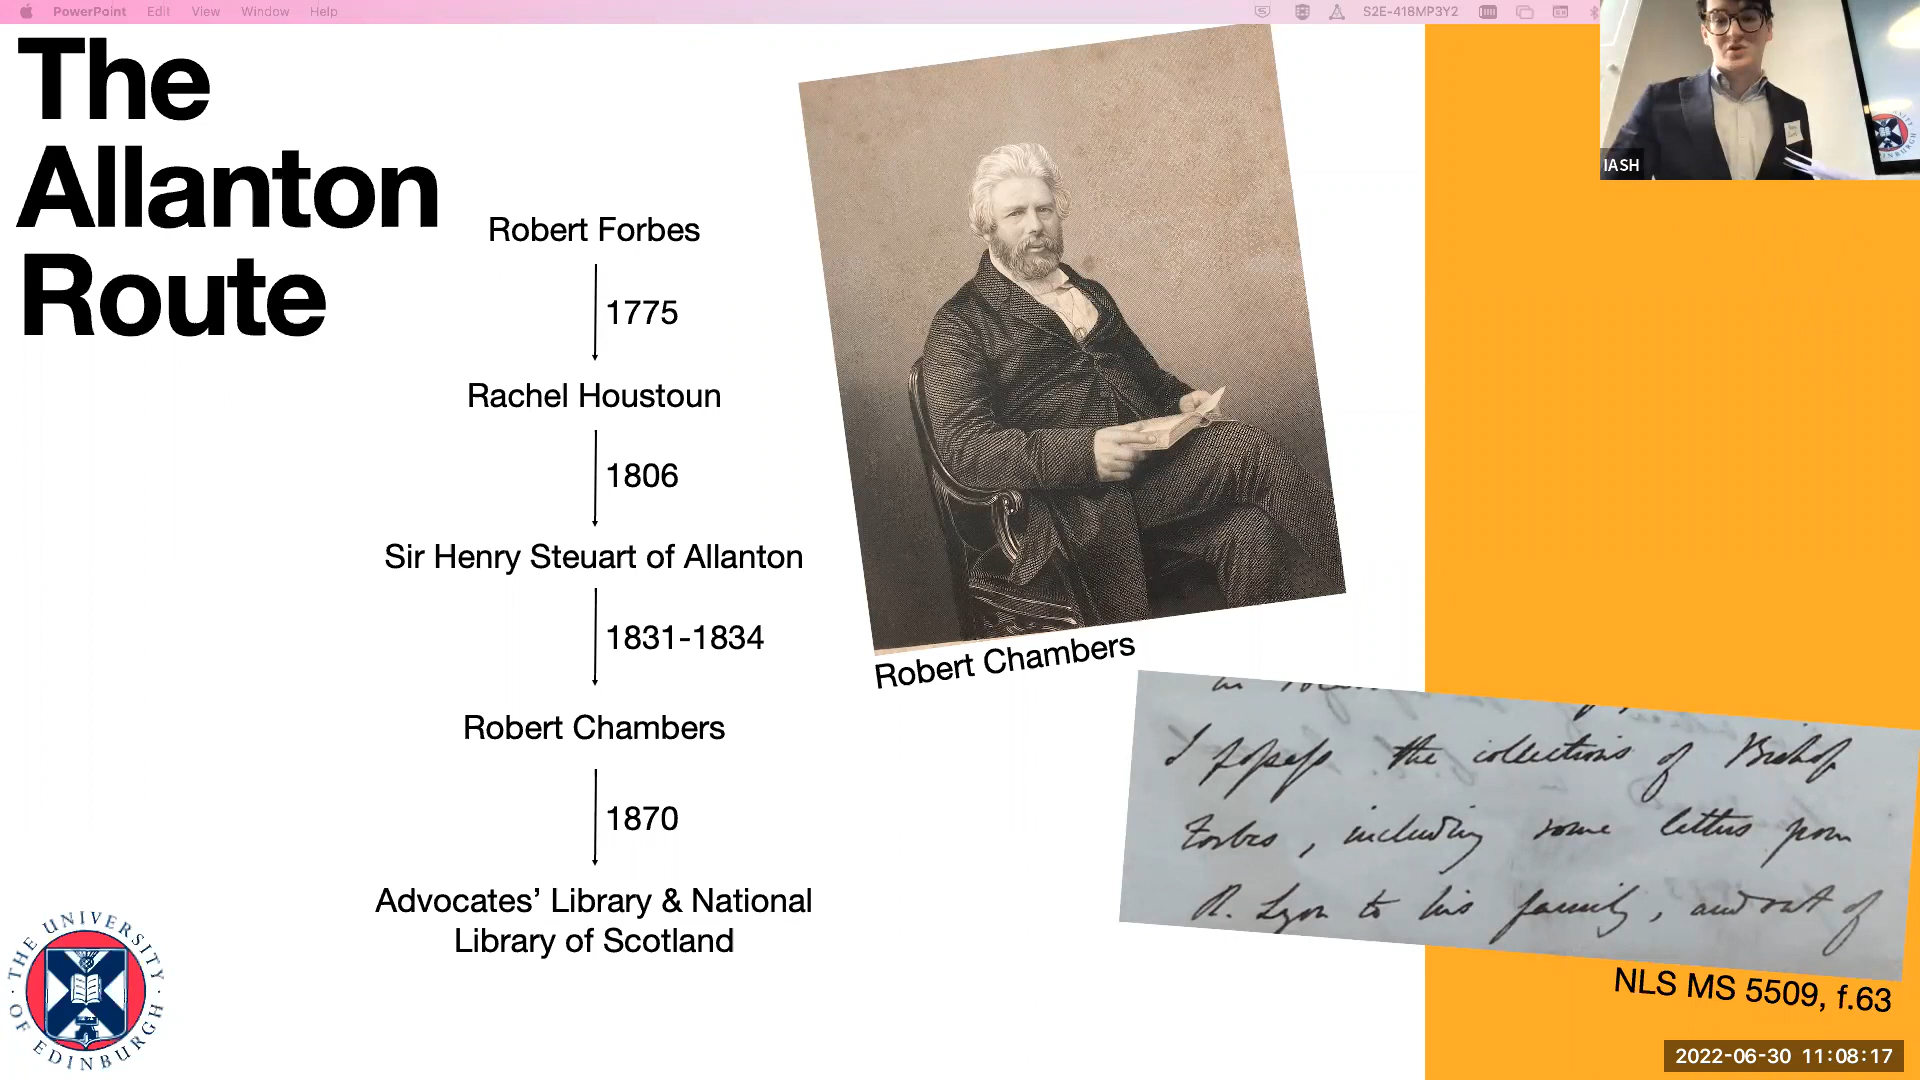 PowerPoint Edit View Window Help S2E-418MP3Y2
The
Allanton
Route
Robert Forbes
1775
Rachel Houstoun
1806
Sir Henry Steuart of Allanton
1831-1834
Robert Chambers
1870
Advocates’ Library & National
Library of Scotland
Robert Chambers
I possess the collections of Bishop
Forbes, including some letters from
R. Lyon to his family, and out of
NLS MS 5509, f.63
IASH
THE UNIVERSITY OF EDINBURGH
2022-06-30 11:08:17